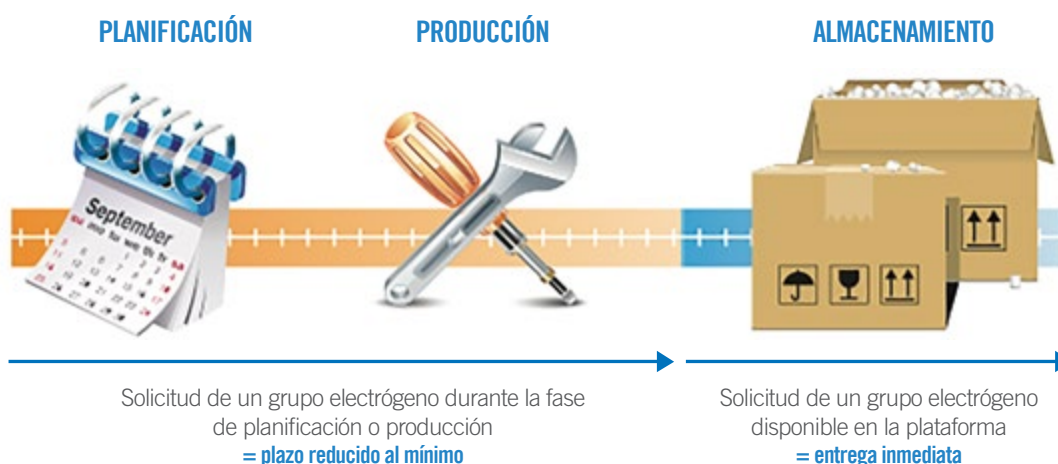 PLANIFICACIÓN
PRODUCCIÓN
ALMACENAMIENTO
September
Solicitud de un grupo electrógeno durante la fase
de planificación o producción
= plazo reducido al mínimo
Solicitud de un grupo electrógeno
disponible en la plataforma
= entrega inmediata